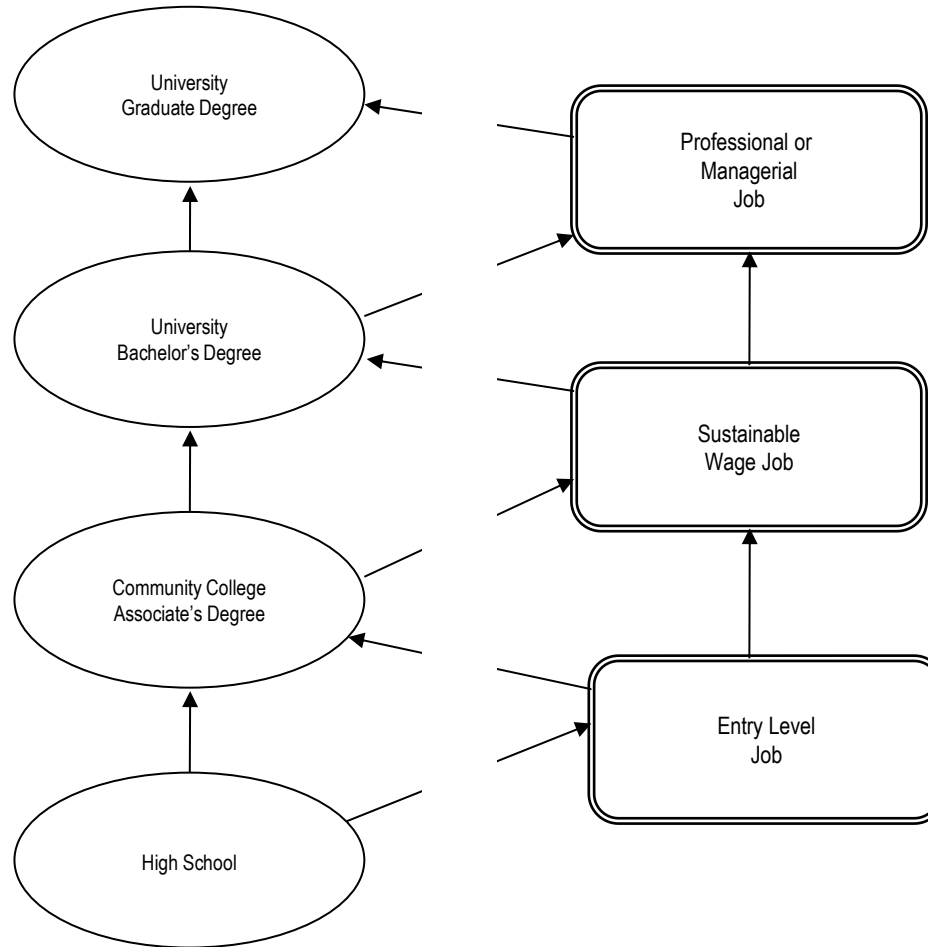 University
Graduate Degree
Professional or
Managerial
Job
University
Bachelor's Degree
Sustainable
Wage Job
Community College
Associate's Degree
Entry Level
Job
High School